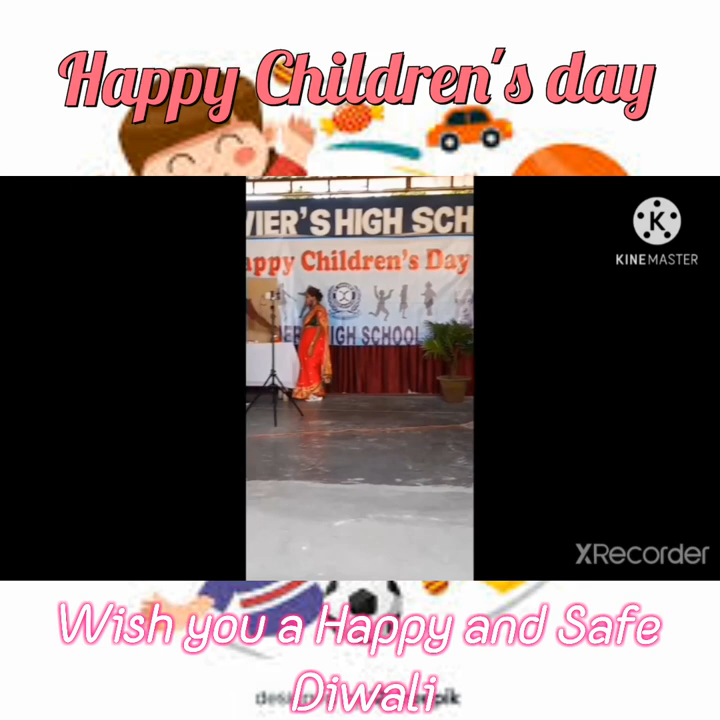 Happy Children's day
VIER'S HIGH SCH
appy Children's Day
IGH SCHOOL
KINEMASTER
XRecorder
Wish you a Happy and Safe
Diwali